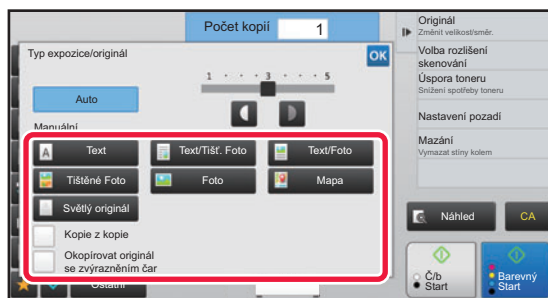 Počet kopií 1
Typ expozice/originál
OK
1 3 5
Auto
Manuální
A Text
Text/Tišť. Foto
Text/Foto
Tištěné Foto
Foto
Mapa
Světlý originál
Kopie z kopie
Okopírovat originál
se zvýrazněním čar
Ostatní
Originál
Změnit velikost/směr.
Volba rozlišení
skenování
Úspora toneru
Snížení spotřeby toneru
Nastavení pozadí
Mazání
Vymazat stíny kolem
Náhled
CA
Č/b
Start
Barevný
Start